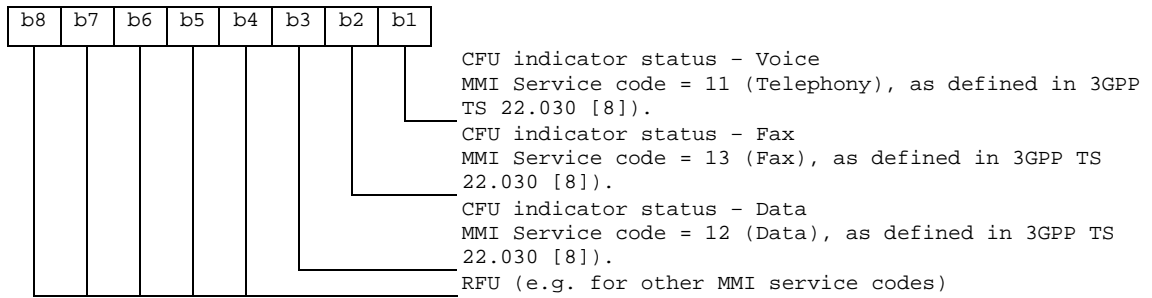 b8 b7 b6 b5 b4 b3 b2 b1
CFU indicator status – Voice
MMI Service code = 11 (Telephony), as defined in 3GPP
TS 22.030 [8]).
CFU indicator status – Fax
MMI Service code = 13 (Fax), as defined in 3GPP TS
22.030 [8]).
CFU indicator status – Data
MMI Service code = 12 (Data), as defined in 3GPP TS
22.030 [8]).
RFU (e.g. for other MMI service codes)